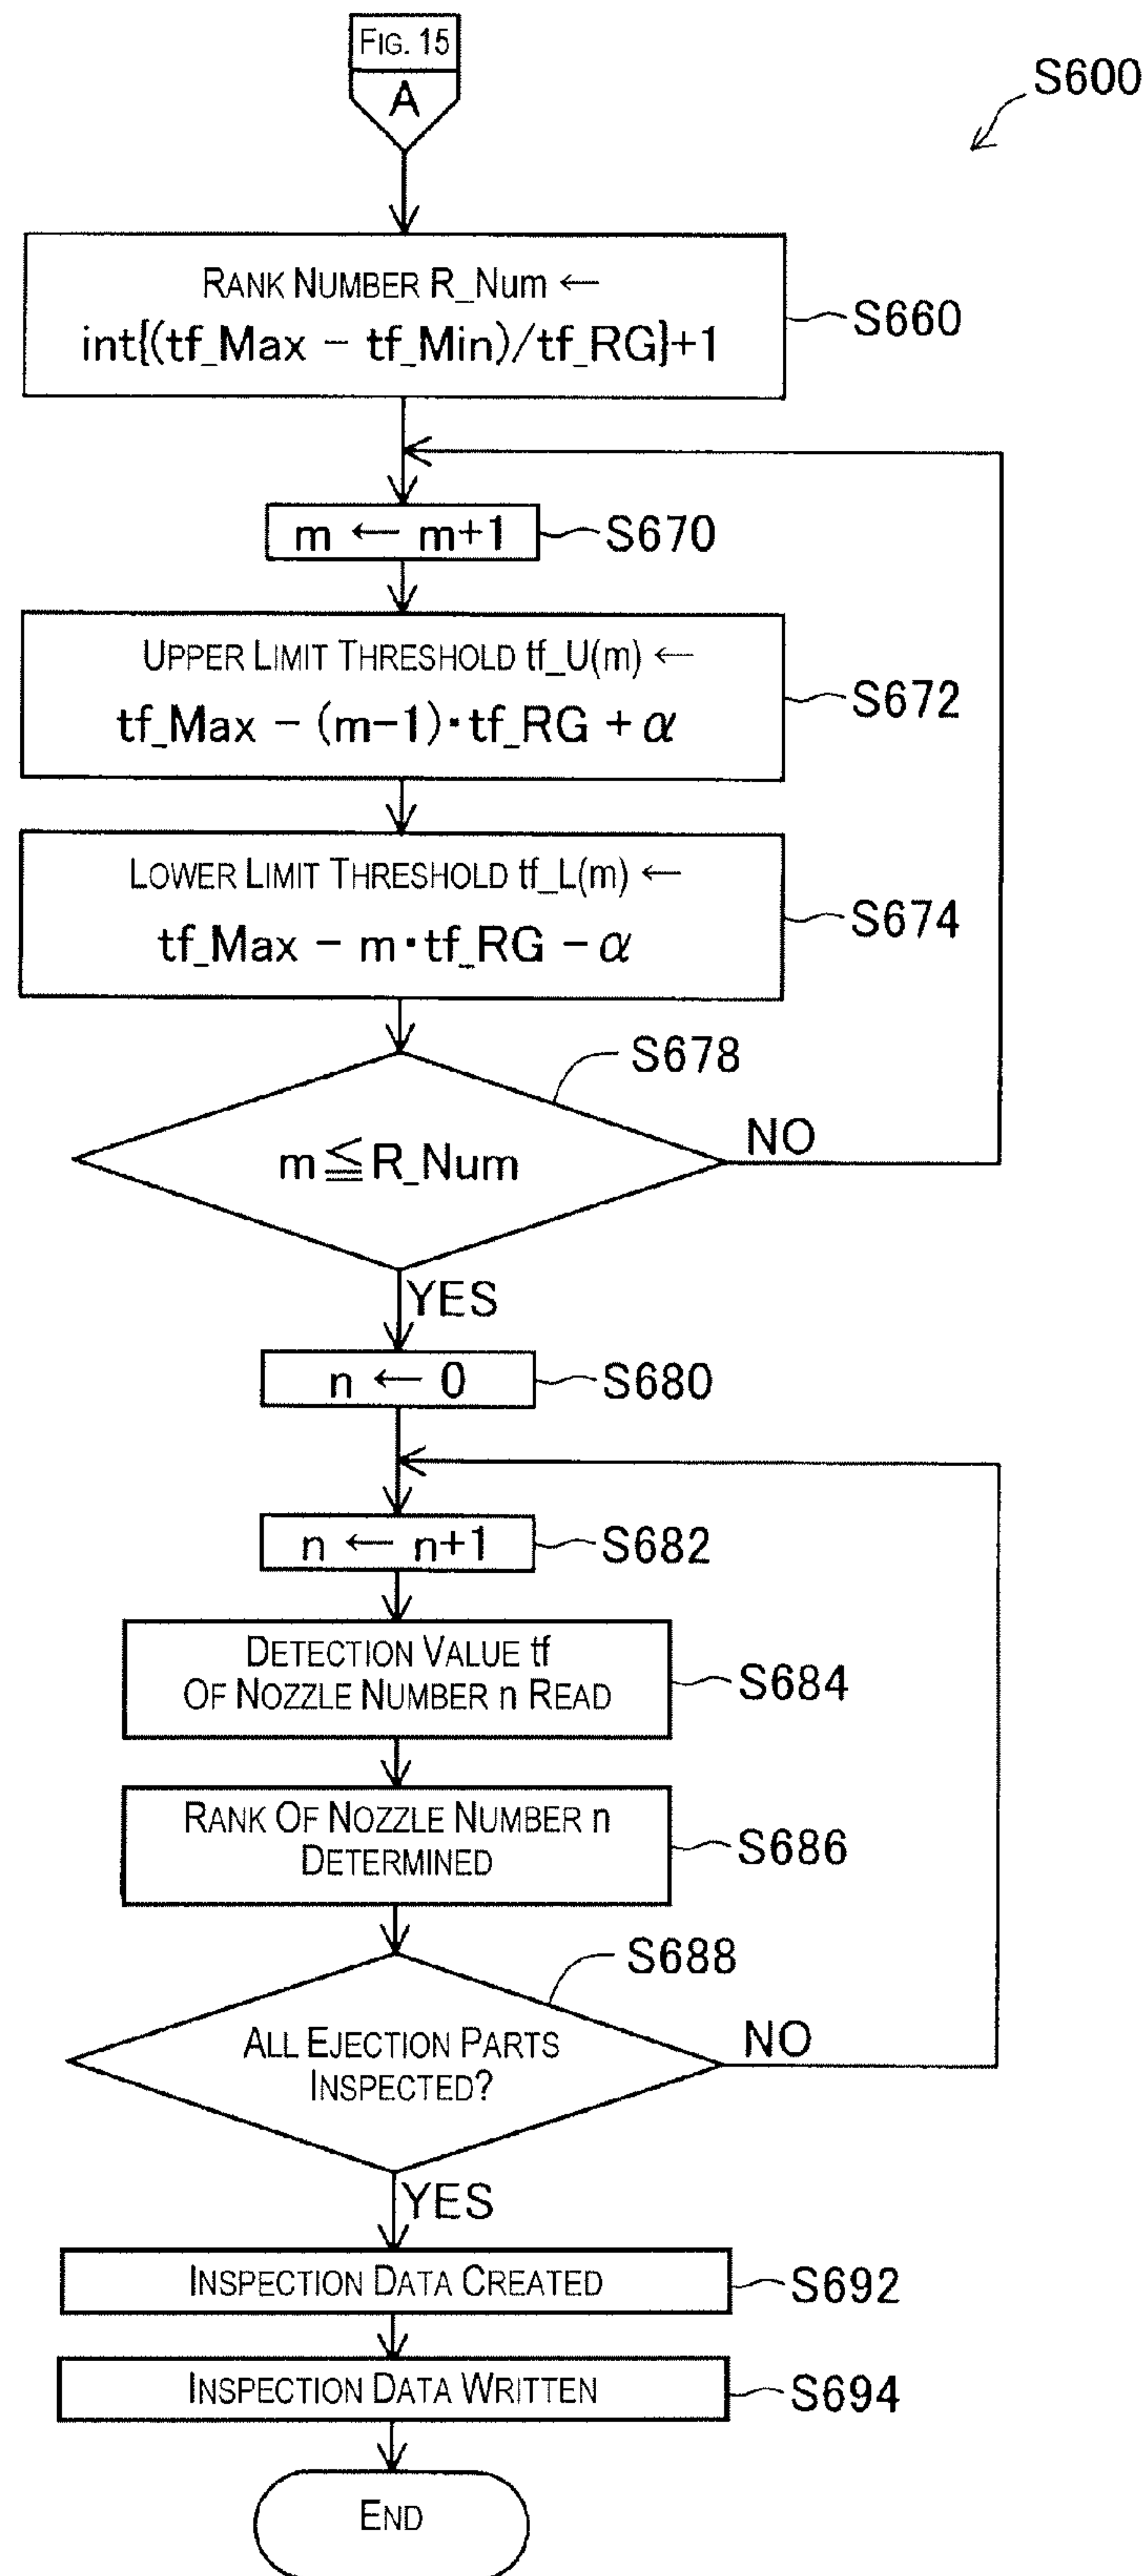 FIG. 15
A
S600
RANK NUMBER R_Num ←
int{(tf_Max − tf_Min)/tf_RG}+1
S660
m ← m+1
S670
UPPER LIMIT THRESHOLD tf_U(m) ←
tf_Max − (m−1)・tf_RG + α
S672
LOWER LIMIT THRESHOLD tf_L(m) ←
tf_Max − m・tf_RG − α
S674
S678
m≦R_Num
NO
YES
n ← 0
S680
n ← n+1
S682
DETECTION VALUE tf
OF NOZZLE NUMBER n READ
S684
RANK OF NOZZLE NUMBER n
DETERMINED
S686
S688
ALL EJECTION PARTS
INSPECTED?
NO
YES
INSPECTION DATA CREATED
S692
INSPECTION DATA WRITTEN
S694
END